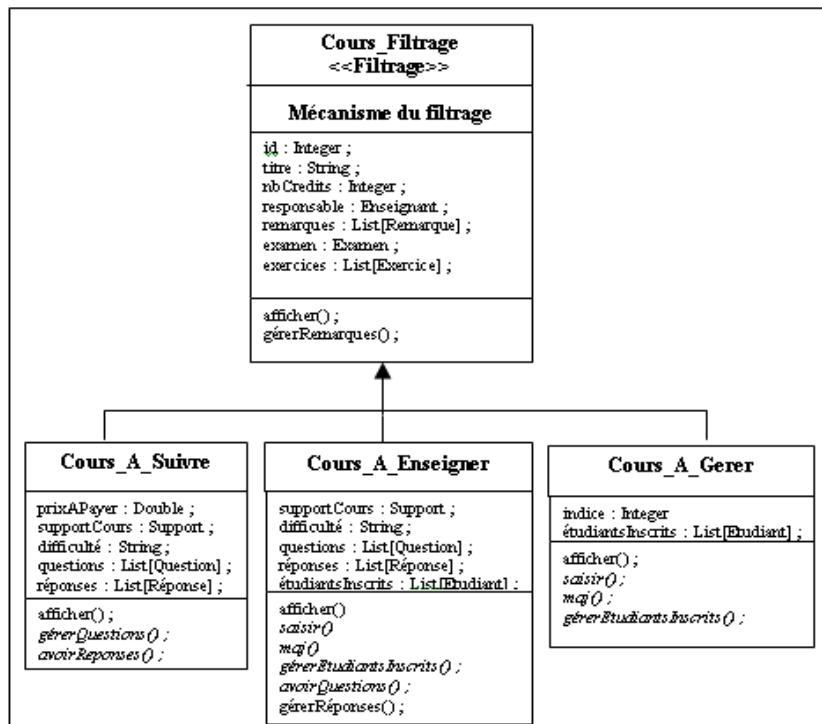 Cours_Filtrage
<<Filtrage>>
Mécanisme du filtrage
id : Integer ;
titre : String ;
nbCredits : Integer ;
responsable : Enseignant ;
remarques : List[Remarque] ;
examen : Examen ;
exercices : List[Exercice] ;
afficher() ;
gérerRemarques() ;
Cours_A_Suivre
prixAPayer : Double ;
supportCours : Support ;
difficulté : String ;
questions : List[Question] ;
réponses : List[Réponse] ;
afficher() ;
gérerQuestions() ;
avoirReponses() ;
Cours_A_Enseigner
supportCours : Support ;
difficulté : String ;
questions : List[Question] ;
réponses : List[Réponse] ;
étudiantsInscrits : List[Etudiant] ;
afficher()
saisir()
maj()
gérerEtudiantsInscrits() ;
avoirQuestions() ;
gérerRéponses() ;
Cours_A_Gerer
indice : Integer
étudiantsInscrits : List[Etudiant] ;
afficher() ;
saisir() ;
maj() ;
gérerEtudiantsInscrits() ;